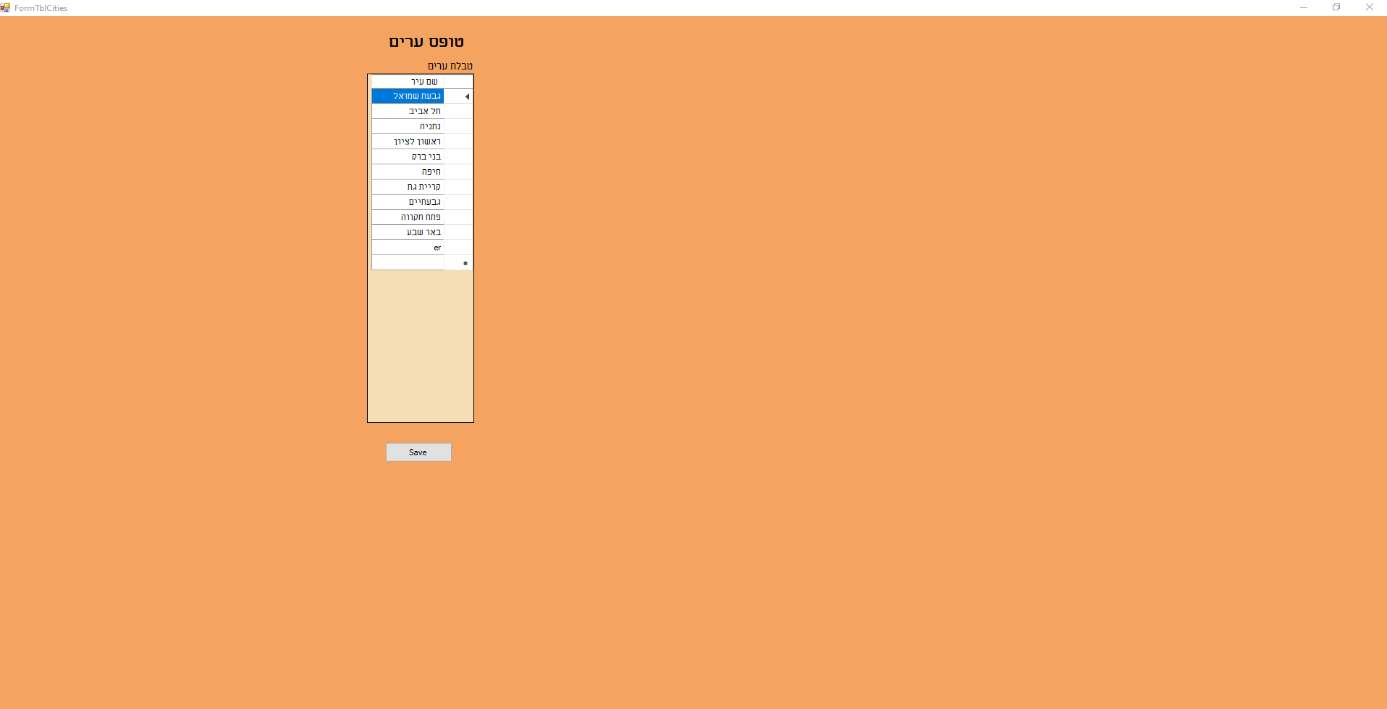 FormTblCities
טופס ערים
טבלת ערים
שם עיר
גבעת שמואל
תל אביב
נתניה
ראשון לציון
בני ברק
חיפה
קריית גת
גבעתיים
פתח תקווה
באר שבע
er
Save